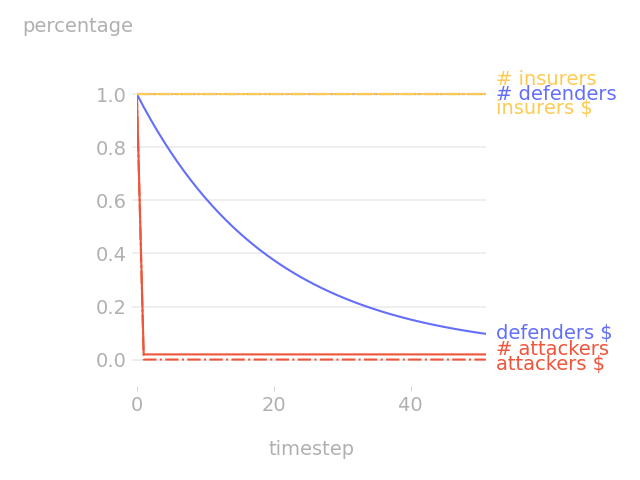 percentage
# insurers
# defenders
insurers $
1.0
0.8
0.6
0.4
0.2
0.0
defenders $
# attackers
attackers $
0 20 40
timestep